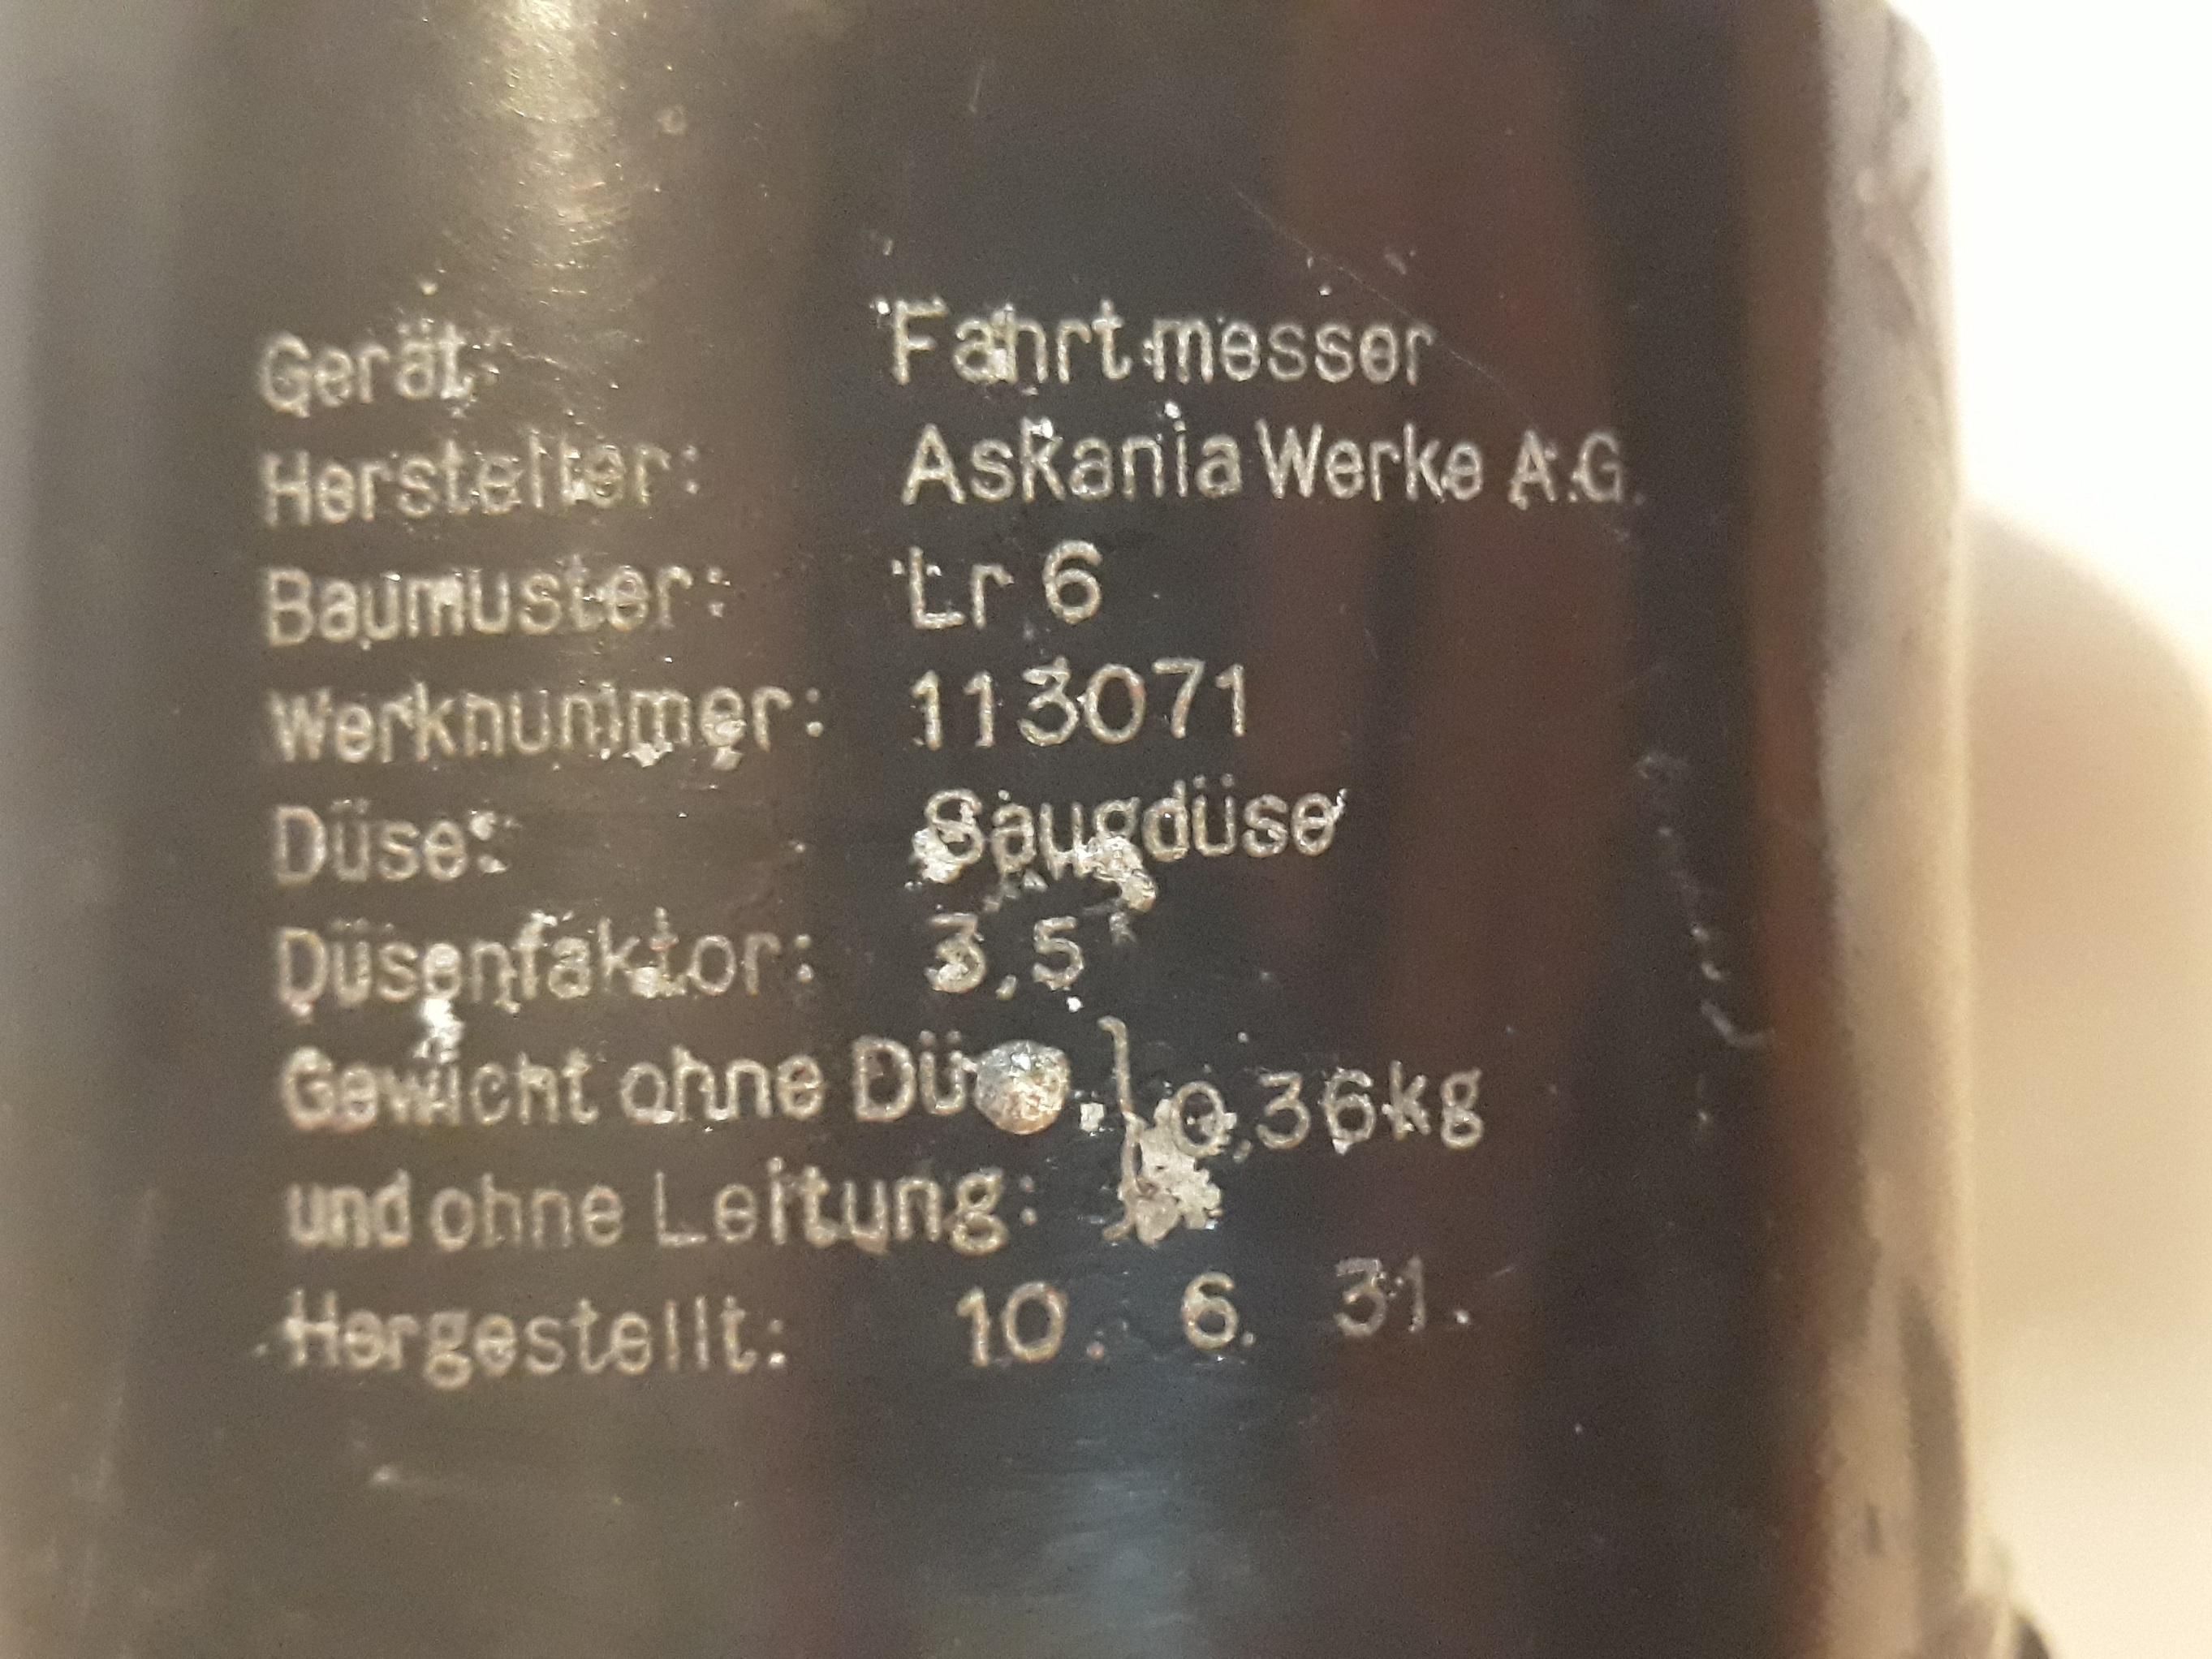 Gerät: Fahrtmesser
Hersteller: Askania Werke A.G.
Baumuster: Lr 6
Werknummer: 113071
Düse: Saugdüse
Düsenfaktor: 3,5
Gewicht ohne
und ohne Leitung: } 0,36kg
Hergestellt: 10. 6. 31.